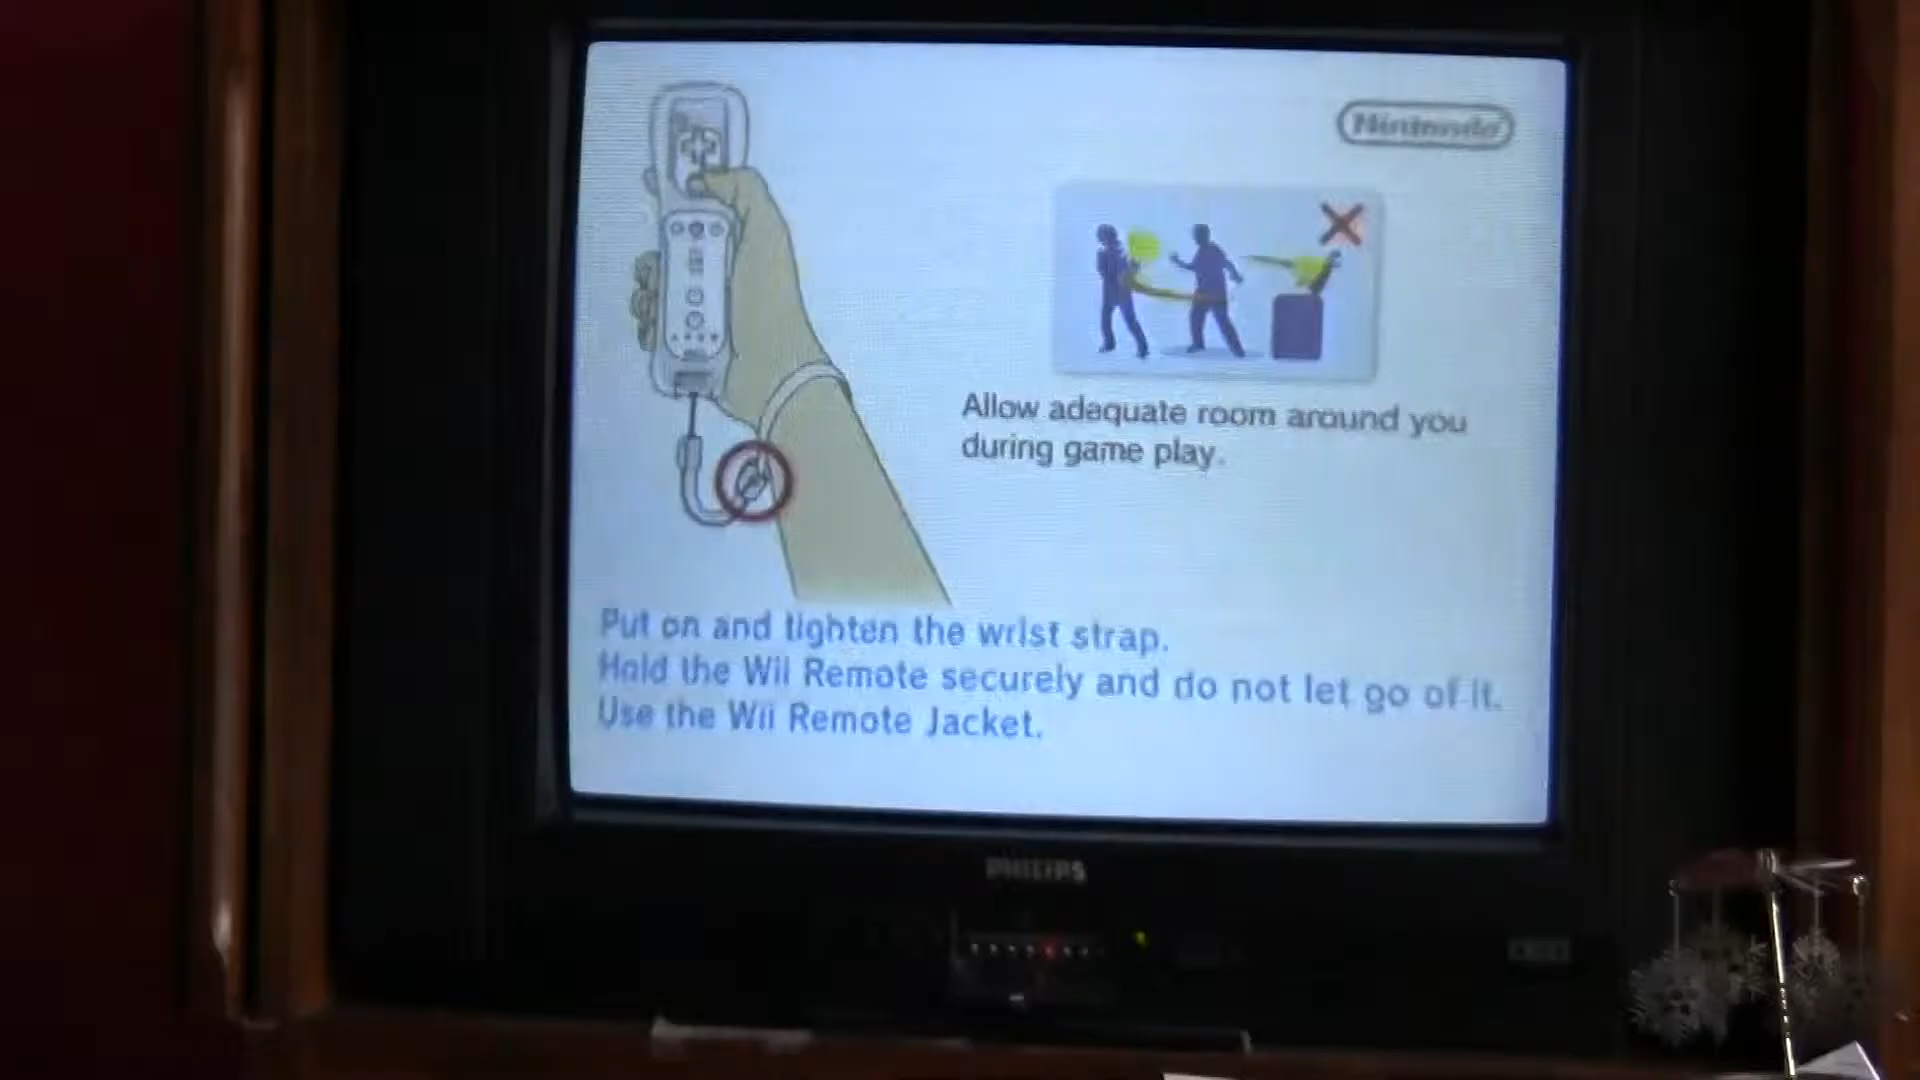 Nintendo
Allow adequate room around you
during game play.
Put on and tighten the wrist strap.
Hold the Wii Remote securely and do not let go of it.
Use the Wii Remote Jacket.
PHILIPS